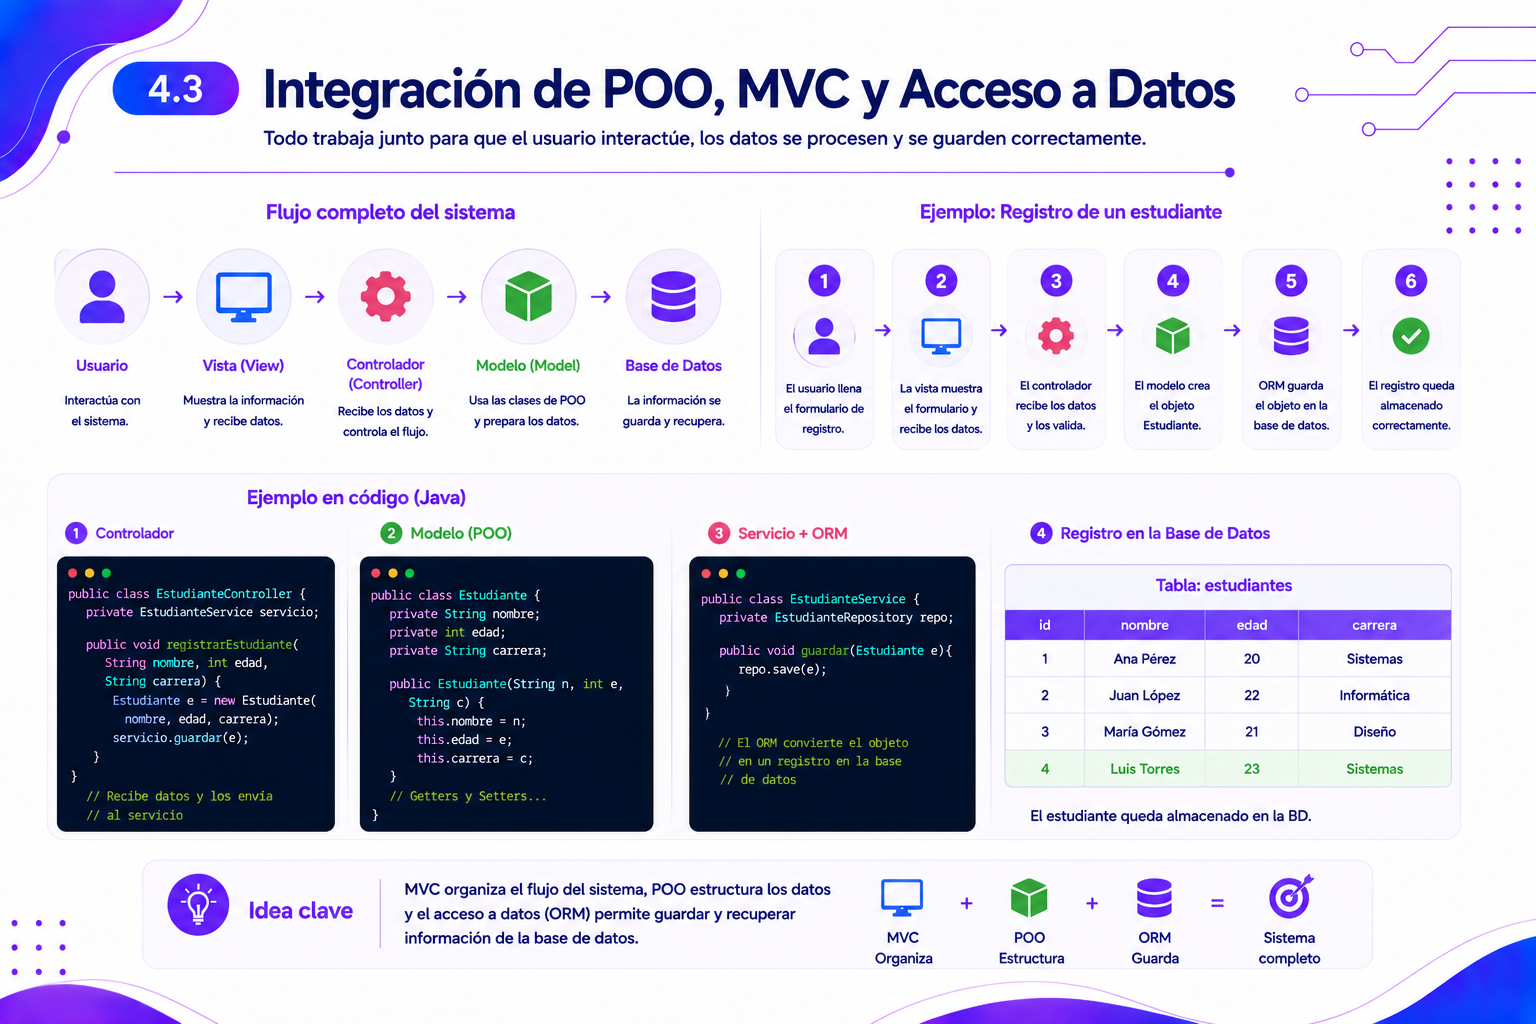 4.3
Integración de POO, MVC y Acceso a Datos
Todo trabaja junto para que el usuario interactúe, los datos se procesen y se guarden correctamente.
Flujo completo del sistema
Usuario
Interactúa con
el sistema.
Vista (View)
Muestra la información
y recibe datos.
Controlador
(Controller)
Recibe los datos y
controla el flujo.
Modelo (Model)
Usa las clases de POO
y prepara los datos.
Base de Datos
La información se
guarda y recupera.
Ejemplo: Registro de un estudiante
1
El usuario llena
el formulario de
registro.
2
La vista muestra
el formulario y
recibe los datos.
3
El controlador
recibe los datos
y los valida.
4
El modelo crea
el objeto
Estudiante.
5
ORM guarda
el objeto en la
base de datos.
6
El registro queda
almacenado
correctamente.
Ejemplo en código (Java)
1 Controlador
public class EstudianteController {
private EstudianteService servicio;
public void registrarEstudiante(
String nombre, int edad,
String carrera) {
Estudiante e = new Estudiante(
nombre, edad, carrera);
servicio.guardar(e);
}
}
// Recibe datos y los envía
// al servicio
2 Modelo (POO)
public class Estudiante {
private String nombre;
private int edad;
private String carrera;
public Estudiante(String n, int e,
String c) {
this.nombre = n;
this.edad = e;
this.carrera = c;
}
// Getters y Setters...
}
3 Servicio + ORM
public class EstudianteService {
private EstudianteRepository repo;
public void guardar(Estudiante e){
repo.save(e);
}
}
// El ORM convierte el objeto
// en un registro en la base
// de datos
4 Registro en la Base de Datos
Tabla: estudiantes
id nombre edad carrera
1 Ana Pérez 20 Sistemas
2 Juan López 22 Informática
3 María Gómez 21 Diseño
4 Luis Torres 23 Sistemas
El estudiante queda almacenado en la BD.
Idea clave
MVC organiza el flujo del sistema, POO estructura los datos
y el acceso a datos (ORM) permite guardar y recuperar
información de la base de datos.
MVC
Organiza
+
POO
Estructura
+
ORM
Guarda
=
Sistema
completo